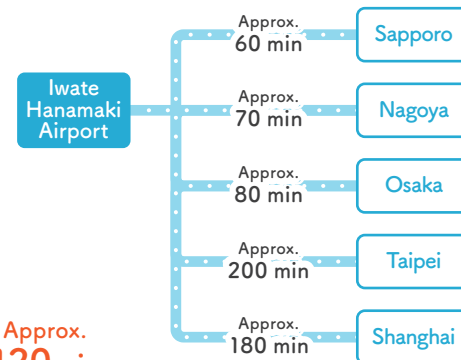 Approx.
60 min
Sapporo
Iwate
Hanamaki
Airport
Approx.
70 min
Nagoya
Approx.
80 min
Osaka
Approx.
200 min
Taipei
Approx.
180 min
Shanghai
Approx.